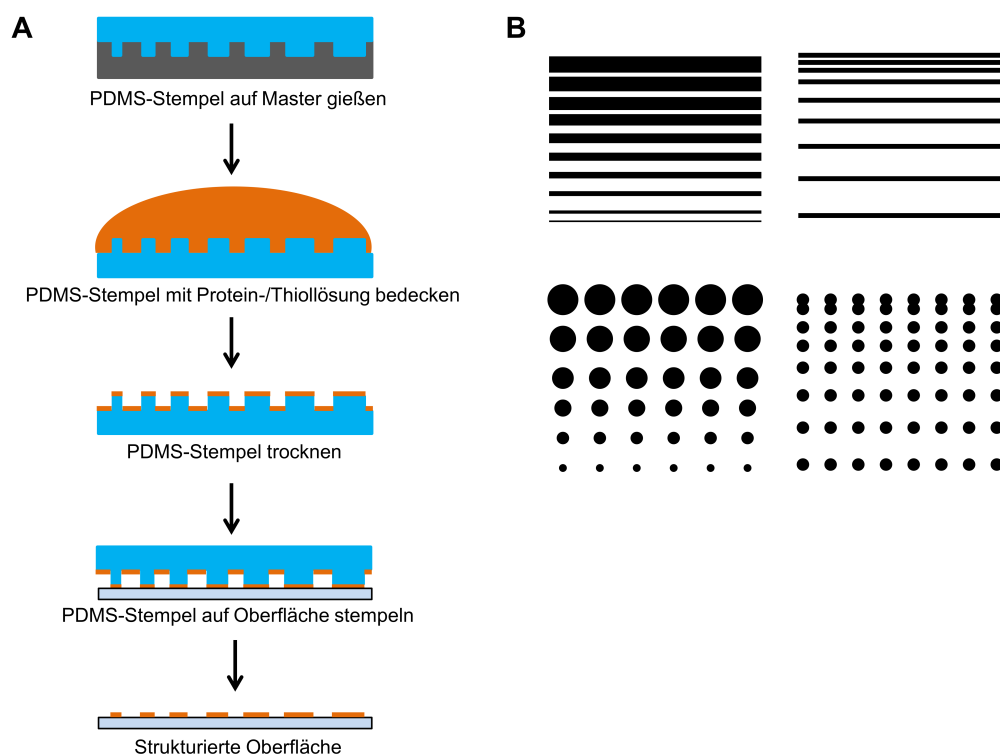 A
B
PDMS-Stempel auf Master gießen
PDMS-Stempel mit Protein-/Thiollösung bedecken
PDMS-Stempel trocknen
PDMS-Stempel auf Oberfläche stempeln
Strukturierte Oberfläche